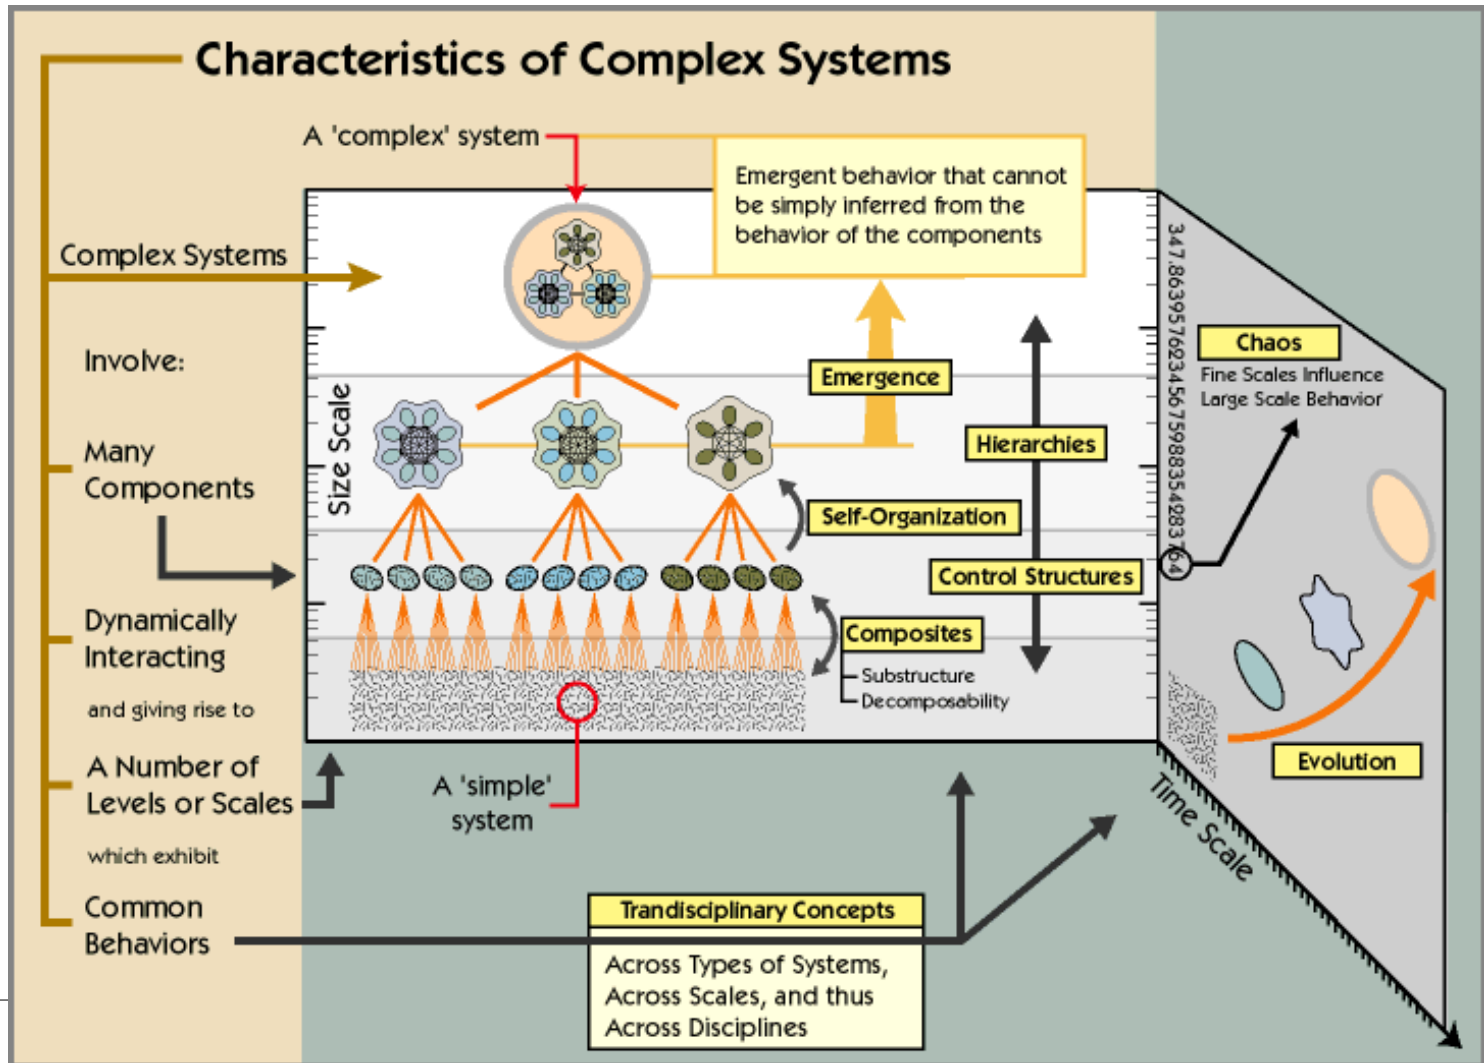 Characteristics of Complex Systems
A 'complex' system
Emergent behavior that cannot
be simply inferred from the
behavior of the components
Complex Systems
Involve:
Many
Components
Dynamically
Interacting
and giving rise to
A Number of
Levels or Scales
which exhibit
Common
Behaviors
Size Scale
Emergence
Hierarchies
Self-Organization
Control Structures
Composites
Substructure
Decomposability
A 'simple'
system
Chaos
Fine Scales Influence
Large Scale Behavior
Evolution
Time Scale
Trandisciplinary Concepts
Across Types of Systems,
Across Scales, and thus
Across Disciplines